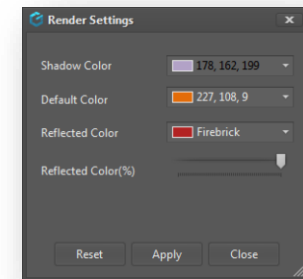 Render Settings
Shadow Color 178, 162, 199
Default Color 227, 108, 9
Reflected Color Firebrick
Reflected Color(%)
Reset Apply Close